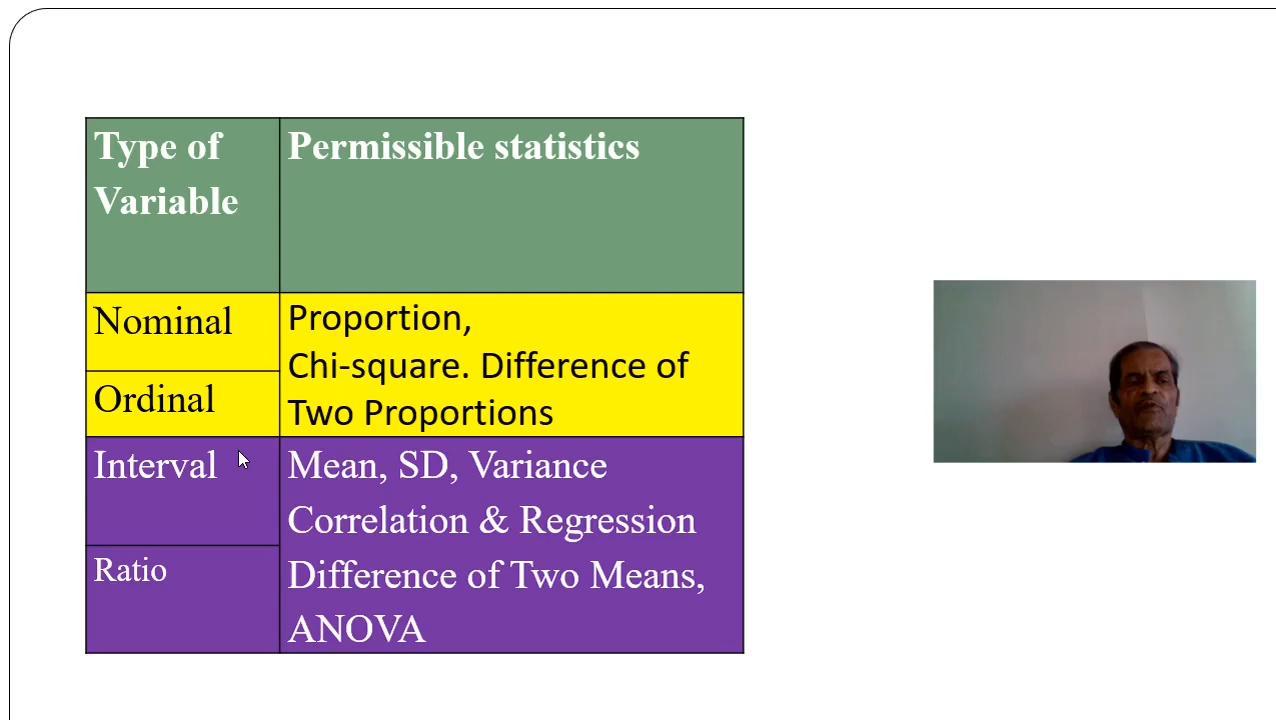 Type of
Variable
Permissible statistics
Nominal
Ordinal
Proportion,
Chi-square. Difference of
Two Proportions
Interval
Ratio
Mean, SD, Variance
Correlation & Regression
Difference of Two Means,
ANOVA